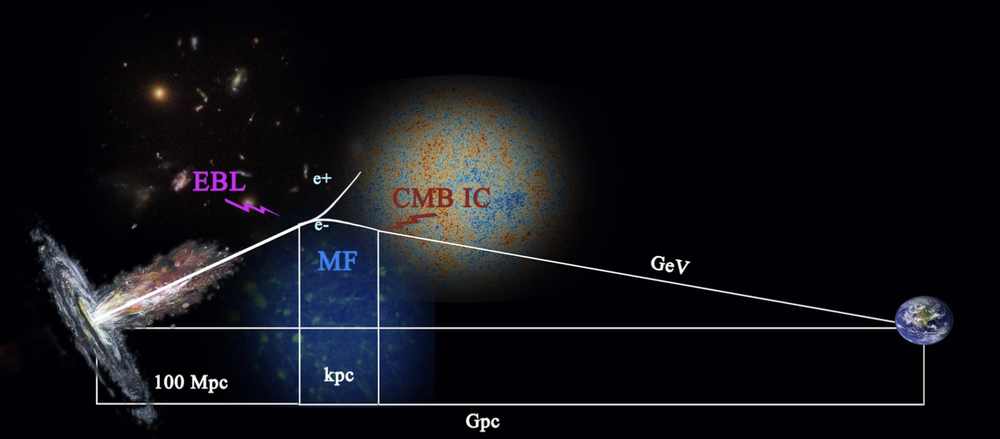 EBL
e+
CMB IC
e-
MF
GeV
kpc
100 Mpc
Gpc